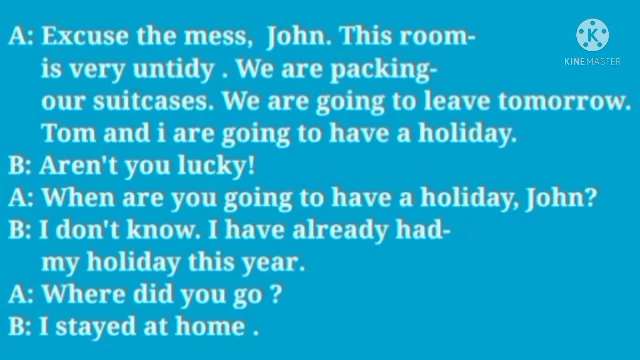 A: Excuse the mess, John. This room-
is very untidy . We are packing-
our suitcases. We are going to leave tomorrow.
Tom and i are going to have a holiday.
B: Aren't you lucky!
A: When are you going to have a holiday, John?
B: I don't know. I have already had-
my holiday this year.
A: Where did you go ?
B: I stayed at home .
K
KINEMASTER